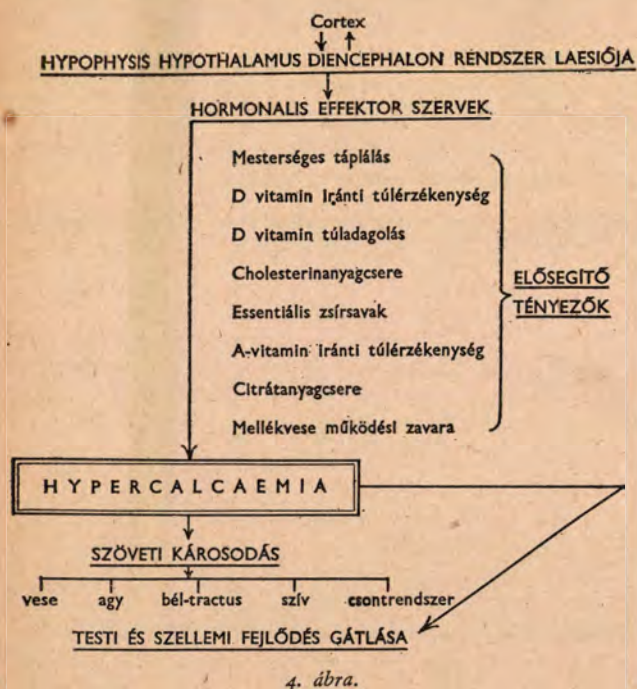 Cortex
HYPOPHYSIS HYPOTHALAMUS DIENCEPHALON RENDSZER LAESIÓJA
HORMONALIS EFFEKTOR SZERVEK
Mesterséges táplálás
D vitamin iránti túlérzékenység
D vitamin túladagolás
Cholesterinanyagcsere
Essentiális zsírsavak
A-vitamin iránti túlérzékenység
Citrátanyagcsere
Mellékvese működési zavara
ELŐSEGÍTŐ
TÉNYEZŐK
HYPERCALCAEMIA
SZÖVETI KÁROSODÁS
vese agy bél-tractus szív csontrendszer
TESTI ÉS SZELLEMI FEJLŐDÉS GÁTLÁSA
4. ábra.